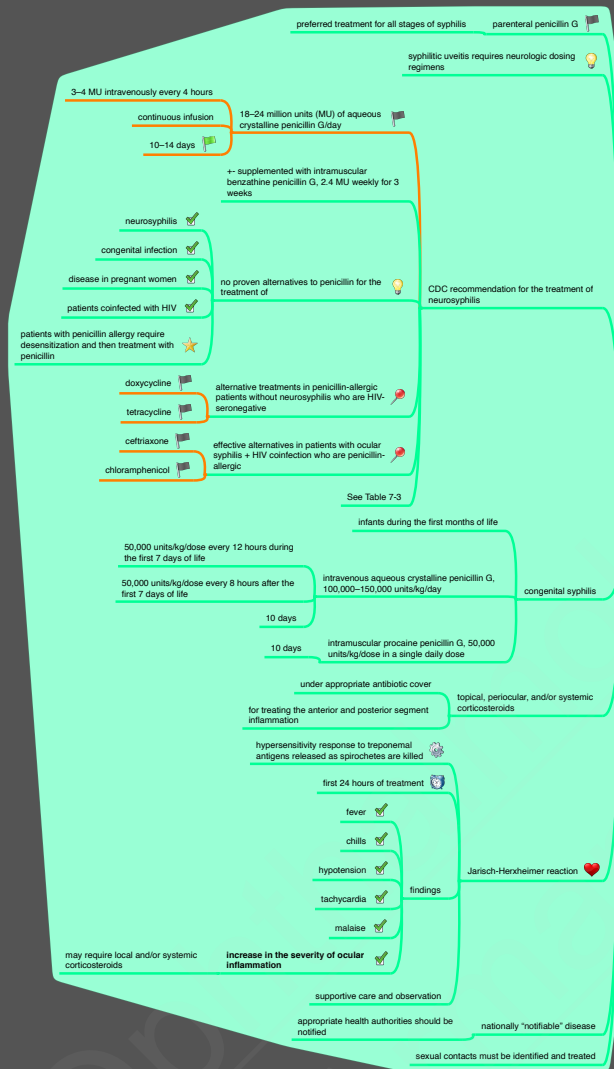 preferred treatment for all stages of syphilis
parenteral penicillin G
syphilitic uveitis requires neurologic dosing
regimens
3–4 MU intravenously every 4 hours
continuous infusion
10–14 days
18–24 million units (MU) of aqueous
crystalline penicillin G/day
+- supplemented with intramuscular
benzathine penicillin G, 2.4 MU weekly for 3
weeks
neurosyphilis
congenital infection
disease in pregnant women
patients coinfected with HIV
patients with penicillin allergy require
desensitization and then treatment with
penicillin
no proven alternatives to penicillin for the
treatment of
CDC recommendation for the treatment of
neurosyphilis
doxycycline
tetracycline
alternative treatments in penicillin-allergic
patients without neurosyphilis who are HIV-
seronegative
ceftriaxone
chloramphenicol
effective alternatives in patients with ocular
syphilis + HIV coinfection who are penicillin-
allergic
See Table 7-3
infants during the first months of life
50,000 units/kg/dose every 12 hours during
the first 7 days of life
50,000 units/kg/dose every 8 hours after the
first 7 days of life
10 days
intravenous aqueous crystalline penicillin G,
100,000–150,000 units/kg/day
congenital syphilis
10 days
intramuscular procaine penicillin G, 50,000
units/kg/dose in a single daily dose
under appropriate antibiotic cover
for treating the anterior and posterior segment
inflammation
topical, periocular, and/or systemic
corticosteroids
hypersensitivity response to treponemal
antigens released as spirochetes are killed
first 24 hours of treatment
fever
chills
hypotension
tachycardia
malaise
may require local and/or systemic
corticosteroids
increase in the severity of ocular
inflammation
findings
Jarisch-Herxheimer reaction
supportive care and observation
appropriate health authorities should be
notified
nationally “notifiable” disease
sexual contacts must be identified and treated